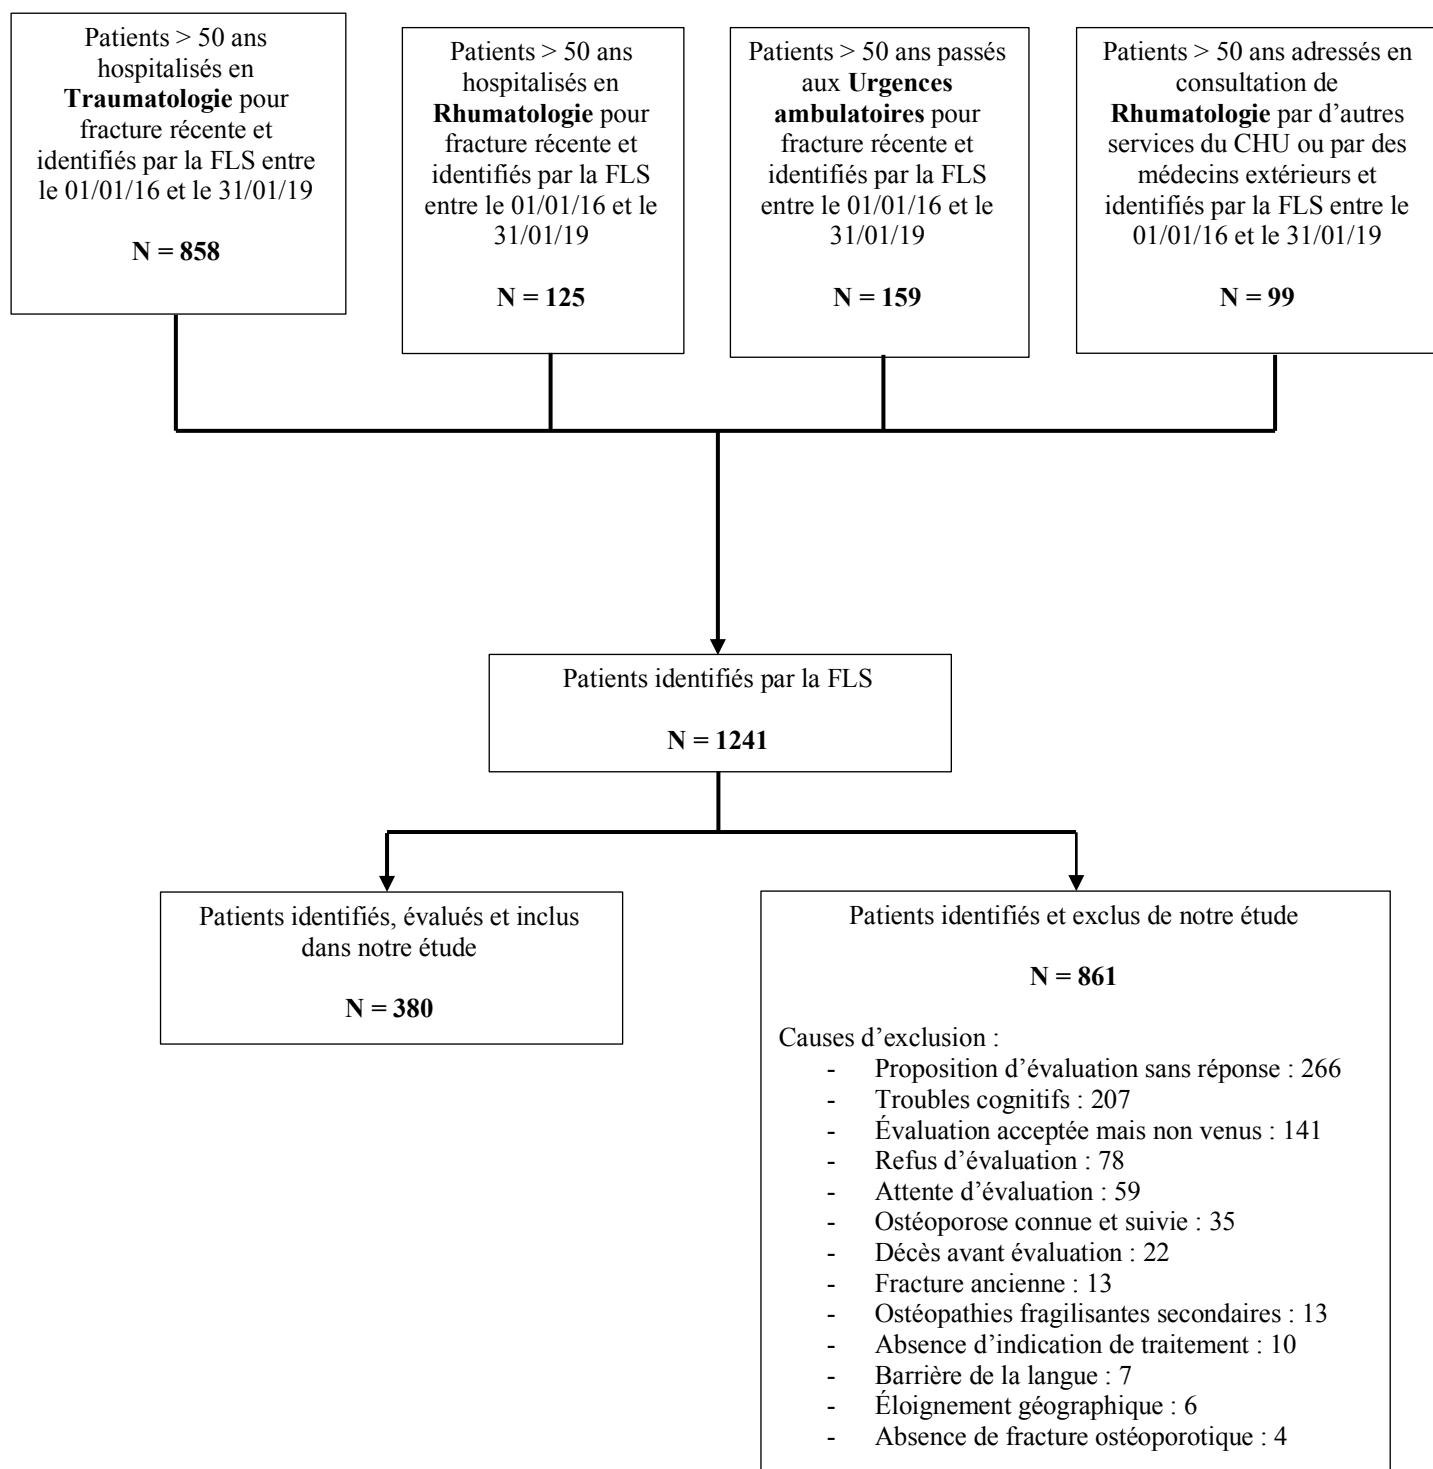 Patients > 50 ans
hospitalisés en
Traumatologie pour
fracture récente et
identifiés par la FLS entre
le 01/01/16 et le 31/01/19
N = 858
Patients > 50 ans
hospitalisés en
Rhumatologie pour
fracture récente et
identifiés par la FLS
entre le 01/01/16 et le
31/01/19
N = 125
Patients > 50 ans passés
aux Urgences
ambulatoires pour
fracture récente et
identifiés par la FLS
entre le 01/01/16 et le
31/01/19
N = 159
Patients > 50 ans adressés en
consultation de
Rhumatologie par d’autres
services du CHU ou par des
médecins extérieurs et
identifiés par la FLS entre le
01/01/16 et le 31/01/19
N = 99
Patients identifiés par la FLS
N = 1241
Patients identifiés, évalués et inclus
dans notre étude
N = 380
Patients identifiés et exclus de notre étude
N = 861
Causes d’exclusion :
- Proposition d’évaluation sans réponse : 266
- Troubles cognitifs : 207
- Évaluation acceptée mais non venus : 141
- Refus d’évaluation : 78
- Attente d’évaluation : 59
- Ostéoporose connue et suivie : 35
- Décès avant évaluation : 22
- Fracture ancienne : 13
- Ostéopathies fragilisantes secondaires : 13
- Absence d’indication de traitement : 10
- Barrière de la langue : 7
- Éloignement géographique : 6
- Absence de fracture ostéoporotique : 4